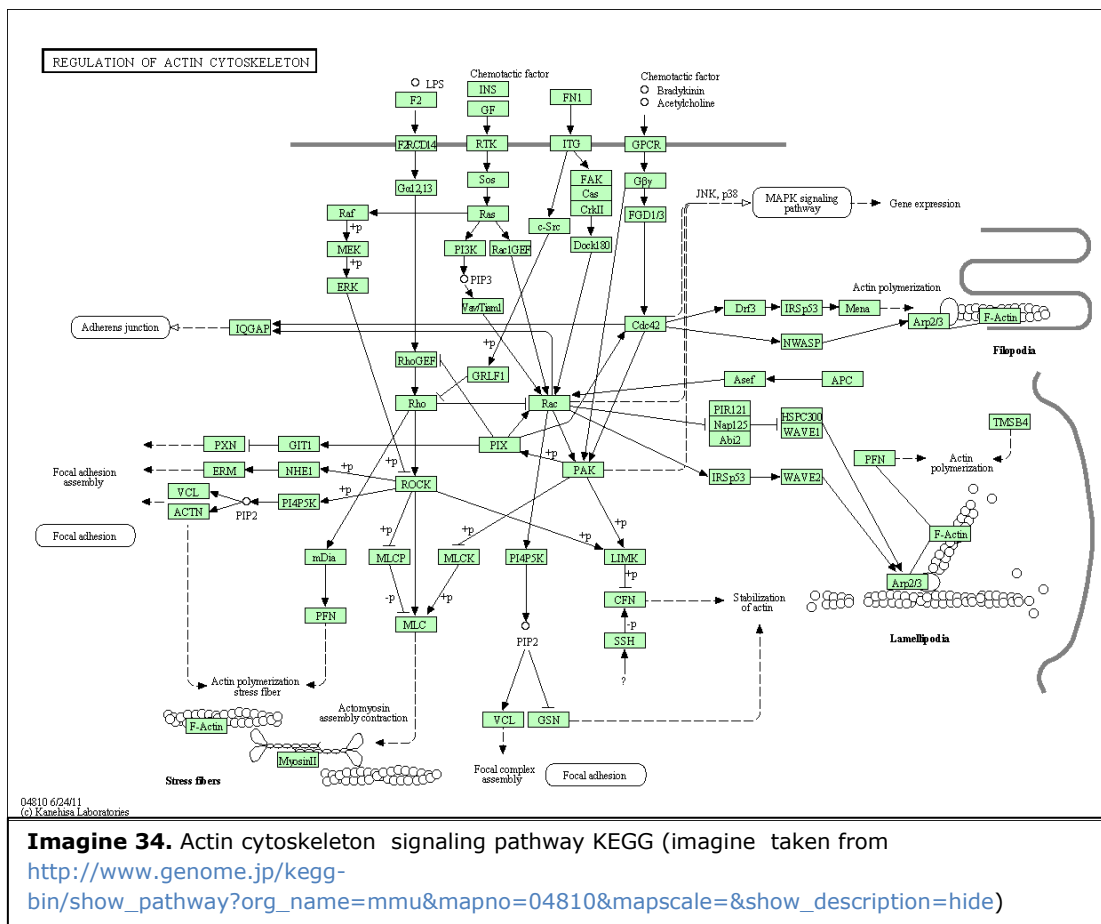 REGULATION OF ACTIN CYTOSKELETON
LPS
F2
Chemotactic factor
INS
GF
FN1
Chemotactic factor
Bradykinin
Acetylcholine
F2R CD14
RTK
ITG
GPCR
Gα12,13
Sos
FAK
Cas
CrkII
Gβγ
JNK, p38
MAPK signaling
pathway
Gene expression
Raf
Ras
c-Src
FGD1/3
+p
MEK
PI3K
Rac1GEF
Dock180
+p
ERK
PIP3
Vav/Tiam1
Actin polymerization
Drf3
IRSp53
Mena
Adherens junction
IQGAP
Cdc42
Arp2/3
F-Actin
+p
NWASP
Filopodia
RhoGEF
GRLF1
Asef
APC
Rho
Rac
PIR121
Nap125
Abi2
HSPC300
WAVE1
TMSB4
PXN
GIT1
PIX
+p
PFN
Actin
polymerization
Focal adhesion
assembly
ERM
NHE1
+p
+p
ROCK
PAK
IRSp53
WAVE2
VCL
ACTN
PIP2
PI4P5K
+p
Focal adhesion
+p
+p
+p
+p
F-Actin
mDia
MLCP
MLCK
PI4P5K
LIMK
Arp2/3
+p
-p
+p
CFN
Stabilization
of actin
PFN
MLC
-p
Lamellipodia
PIP2
SSH
?
Actin polymerization
stress fiber
Actomyosin
assembly contraction
F-Actin
VCL
GSN
MyosinII
Stress fibers
Focal complex
assembly
Focal adhesion
04810 6/24/11
(c) Kanehisa Laboratories
Imagine 34. Actin cytoskeleton signaling pathway KEGG (imagine taken from
http://www.genome.jp/kegg-
bin/show_pathway?org_name=mmu&mapno=04810&mapscale=&show_description=hide)